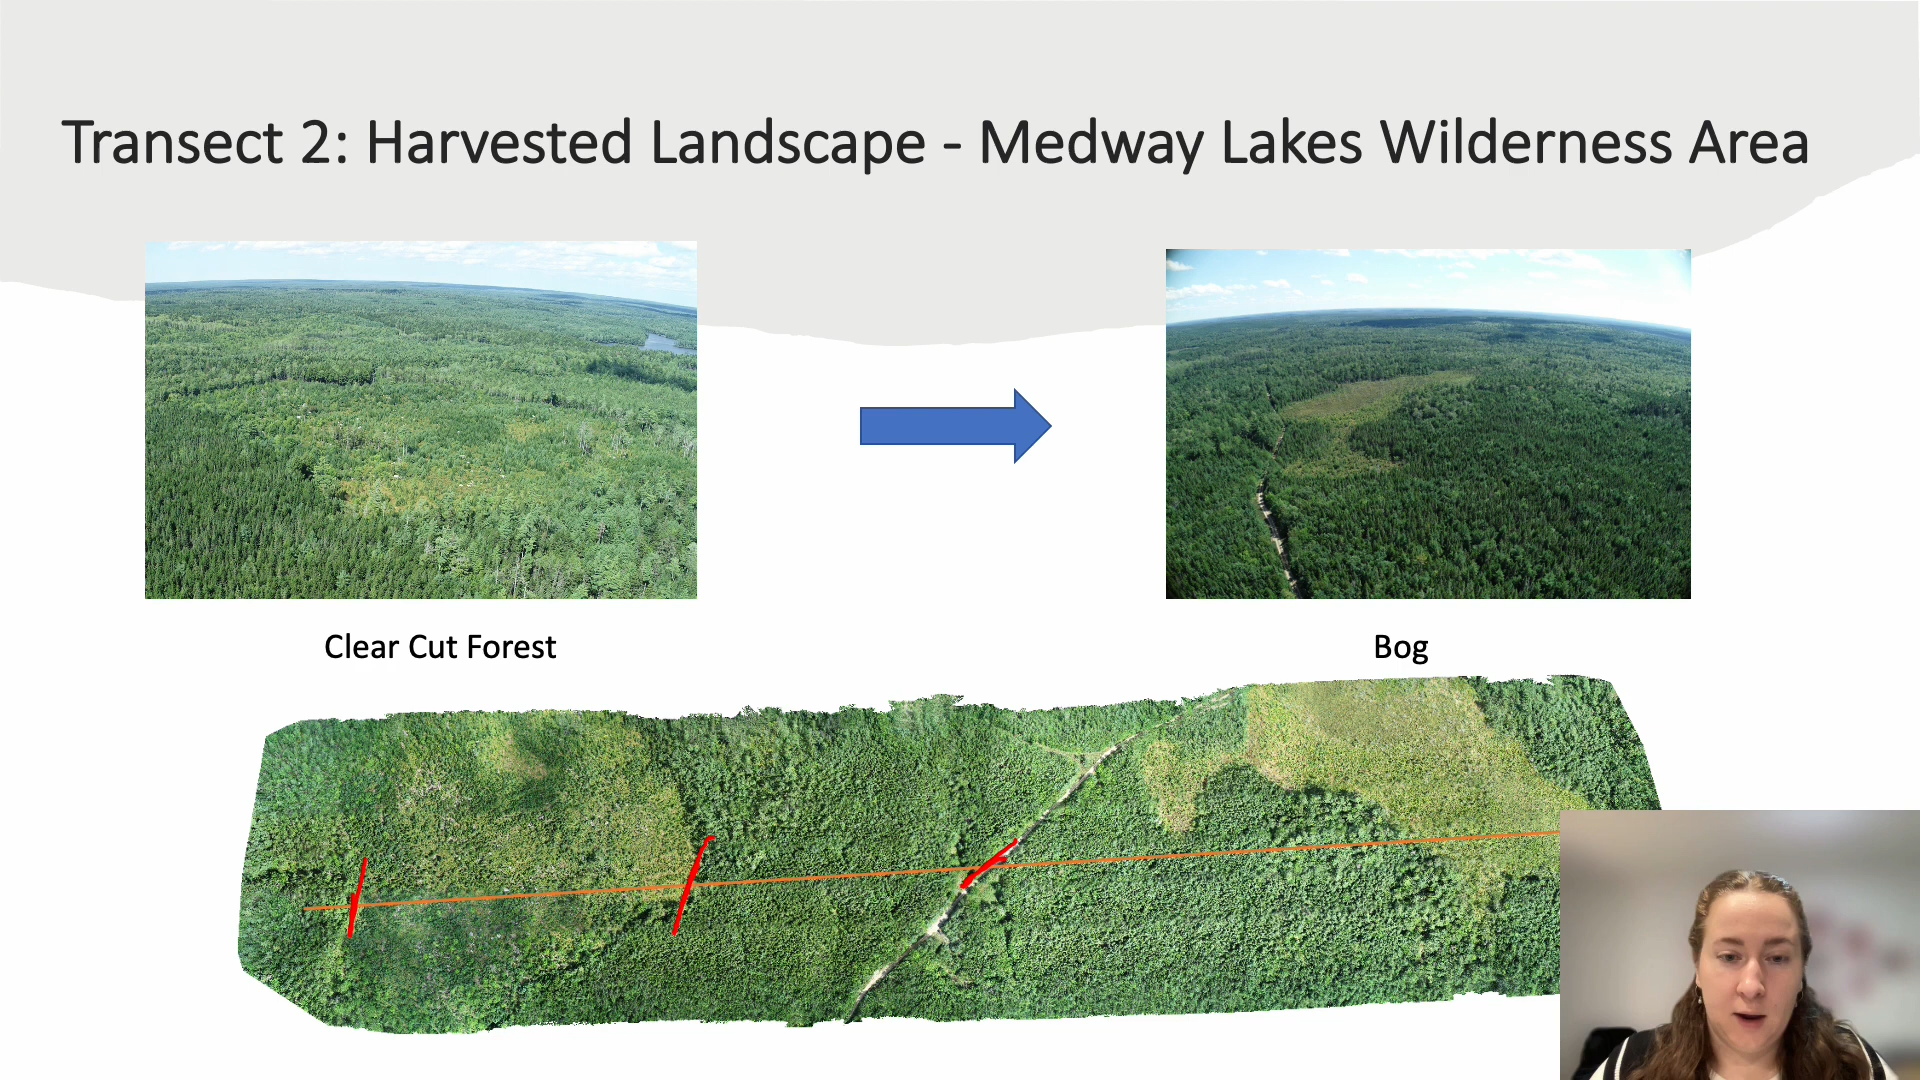 Transect 2: Harvested Landscape - Medway Lakes Wilderness Area
Clear Cut Forest
Bog